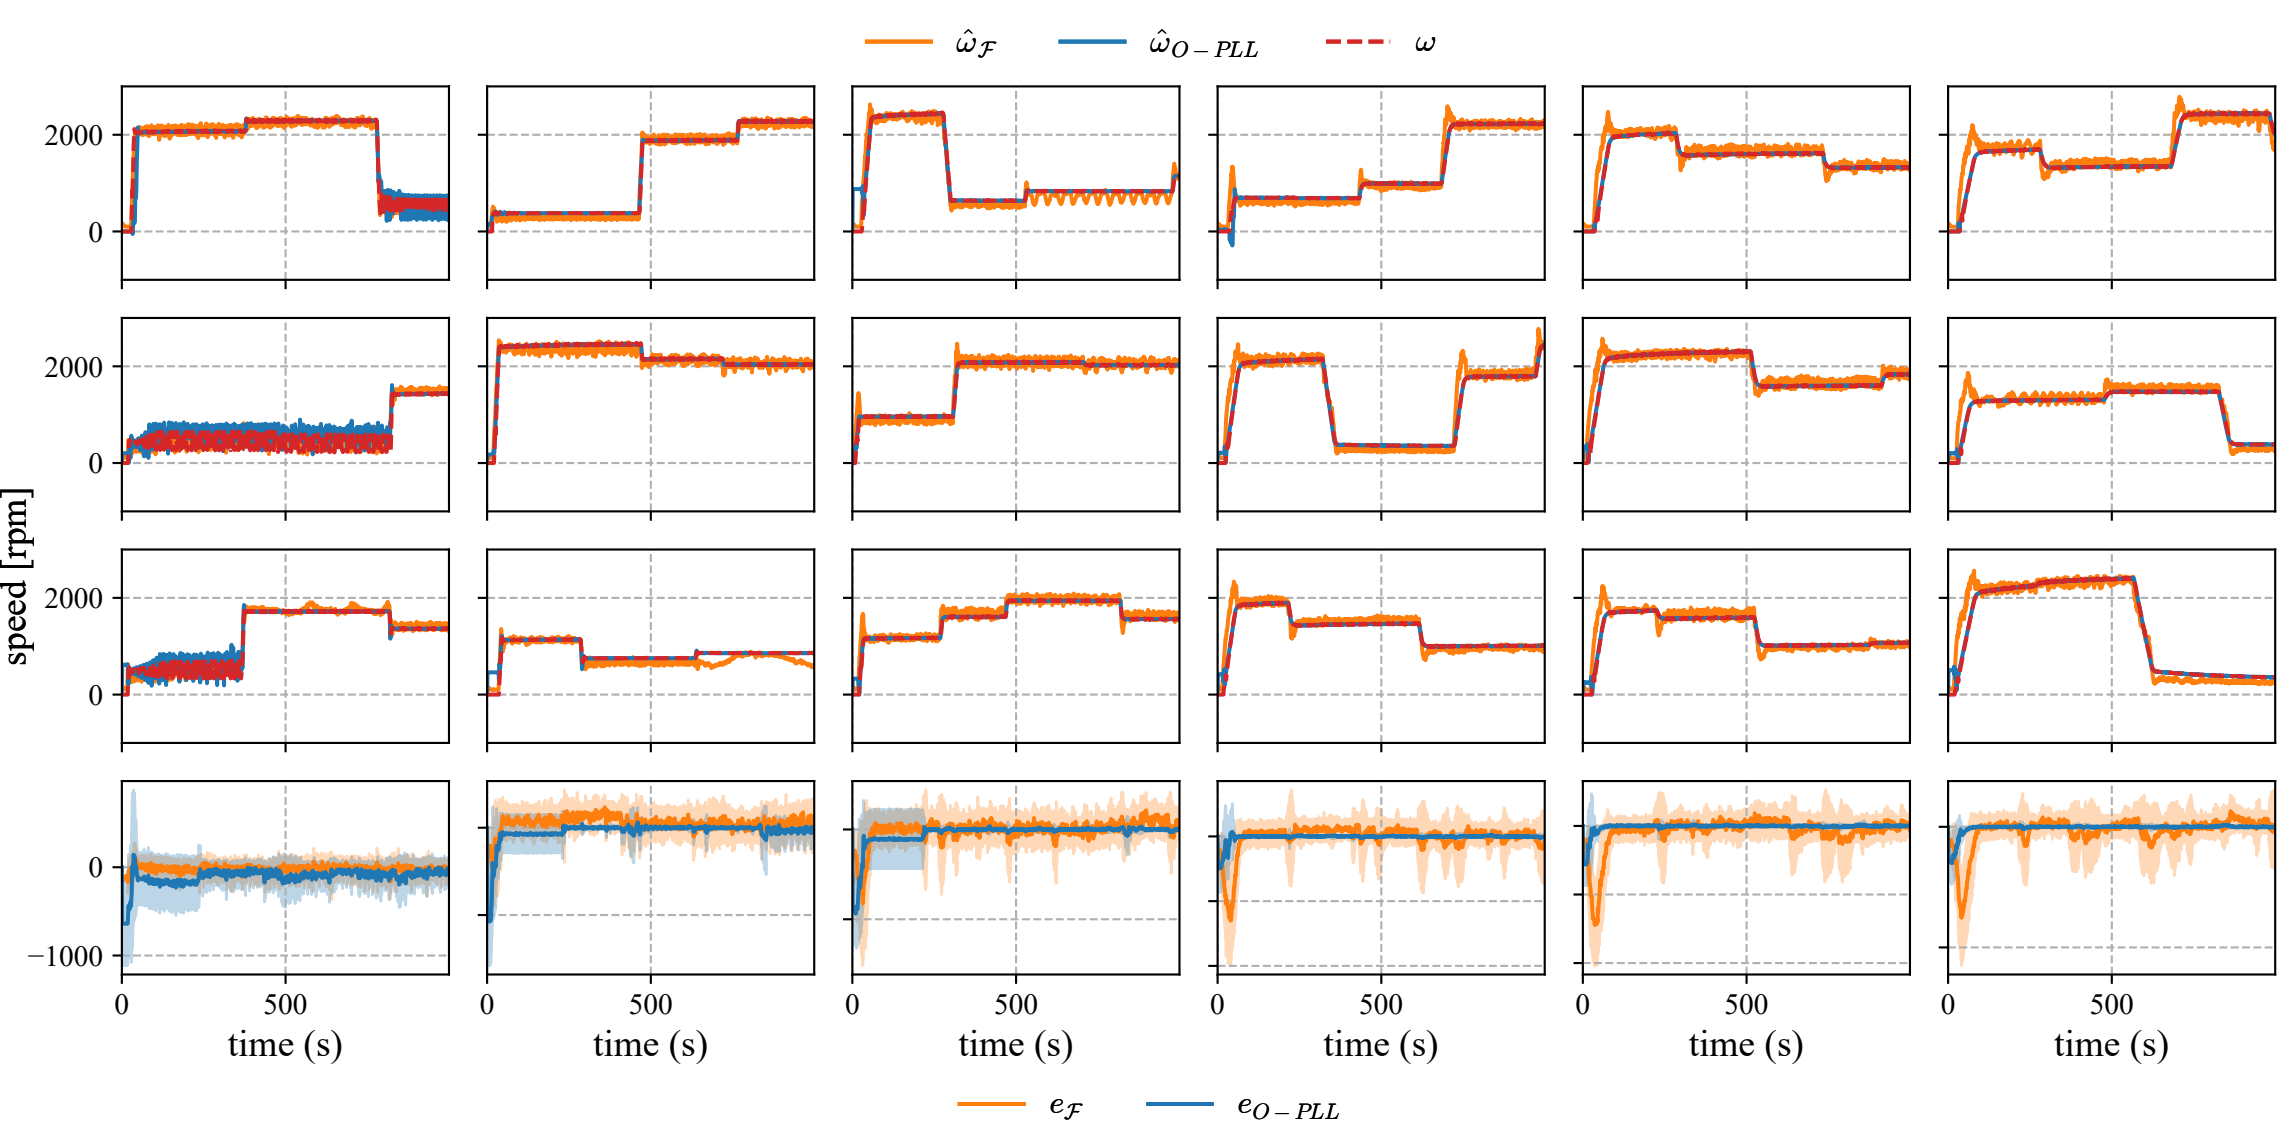 ω̂_ℱ ω̂_{O−PLL} ω
2000
0
2000
0
speed [rpm]
2000
0
0
−1000
0 500 0 500 0 500 0 500 0 500 0 500
time (s) time (s) time (s) time (s) time (s) time (s)
e_ℱ e_{O−PLL}